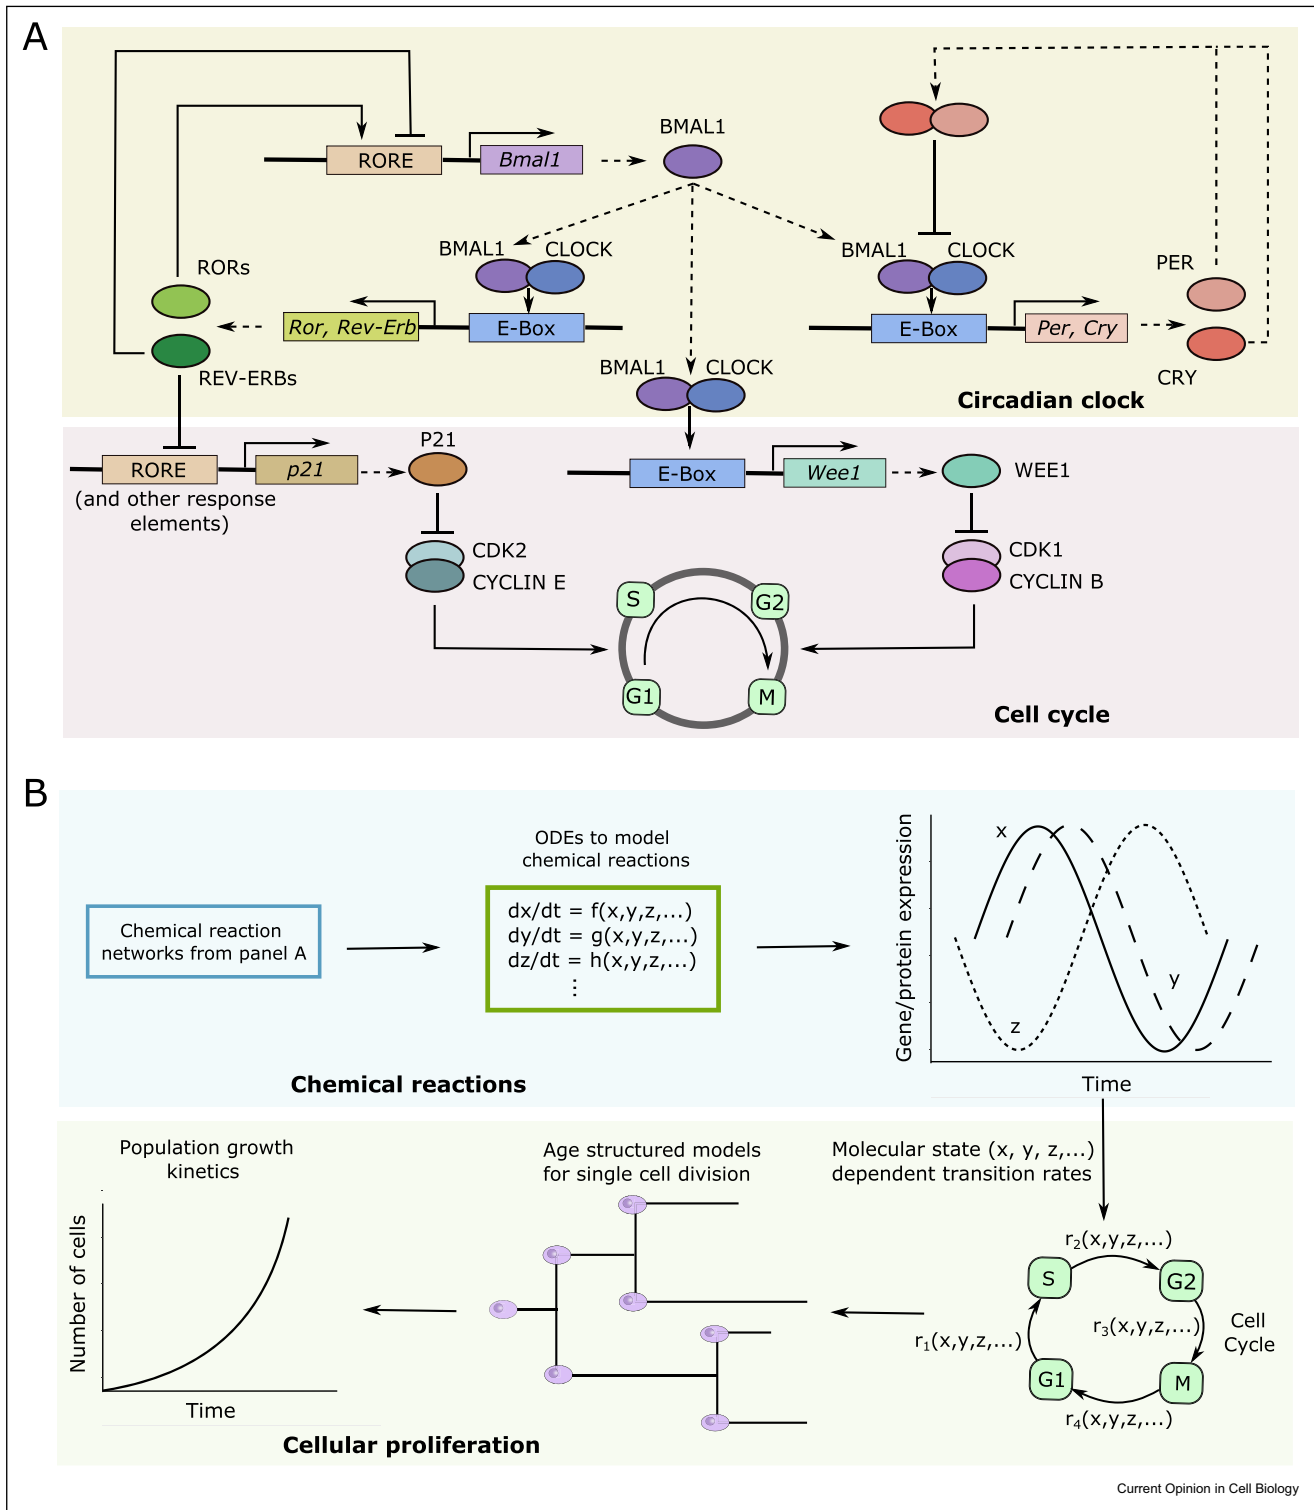 A
BMAL1
RORE
Bmal1
BMAL1
CLOCK
BMAL1
CLOCK
RORs
PER
Ror, Rev-Erb
E-Box
E-Box
Per, Cry
REV-ERBs
BMAL1
CLOCK
CRY
Circadian clock
P21
RORE
p21
E-Box
Wee1
WEE1
(and other response
elements)
CDK2
CYCLIN E
CDK1
CYCLIN B
S
G2
G1
M
Cell cycle
B
ODEs to model
chemical reactions
Chemical reaction
networks from panel A
dx/dt = f(x,y,z,...)
dy/dt = g(x,y,z,...)
dz/dt = h(x,y,z,...)
⋮
Gene/protein expression
x
y
z
Time
Chemical reactions
Population growth
kinetics
Number of cells
Time
Age structured models
for single cell division
Molecular state (x, y, z,...)
dependent transition rates
r₂(x,y,z,...)
S
G2
r₁(x,y,z,...)
r₃(x,y,z,...)
Cell
Cycle
G1
M
r₄(x,y,z,...)
Cellular proliferation
Current Opinion in Cell Biology